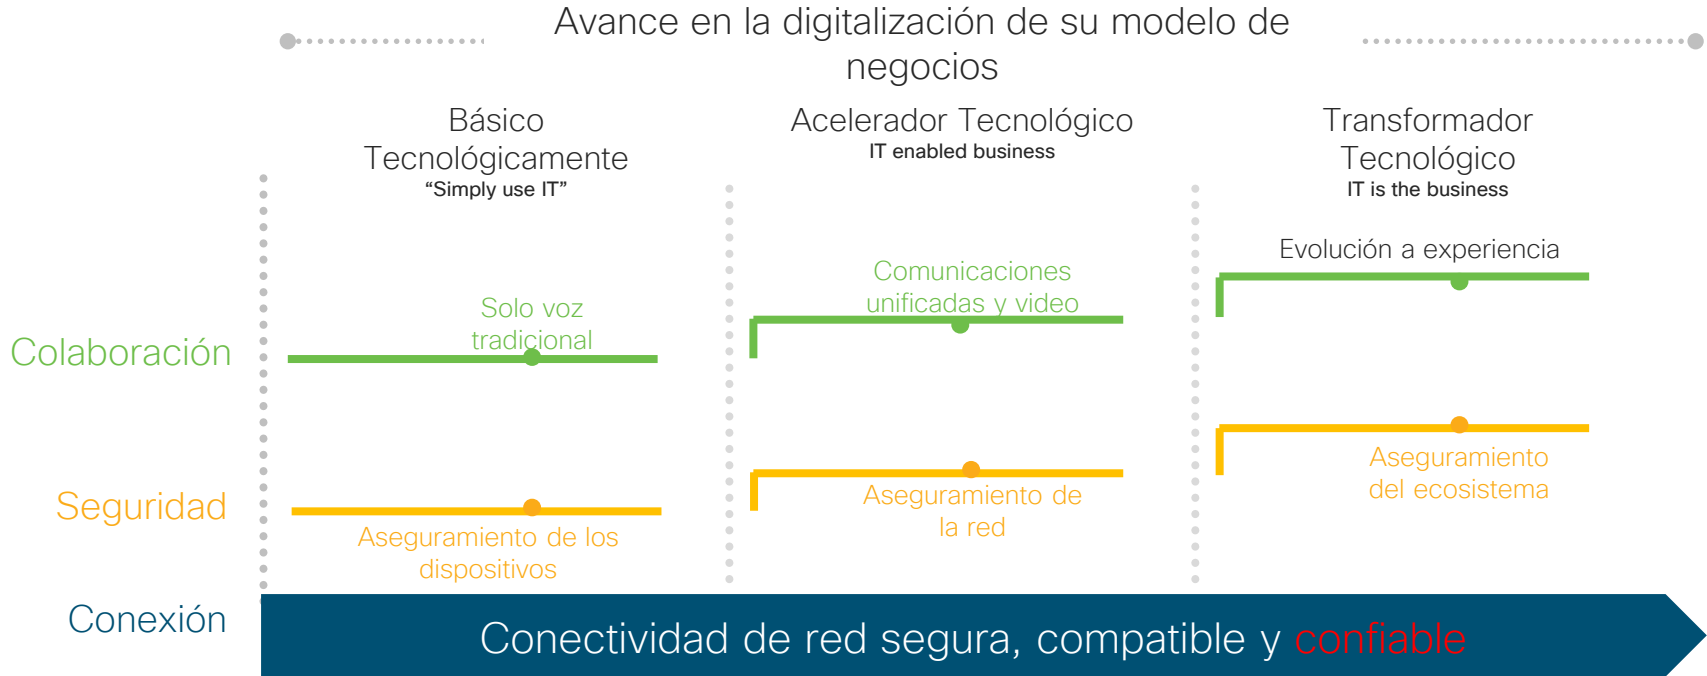 Avance en la digitalización de su modelo de
negocios
Básico
Tecnológicamente
“Simply use IT”
Acelerador Tecnológico
IT enabled business
Transformador
Tecnológico
IT is the business
Colaboración
Solo voz
tradicional
Comunicaciones
unificadas y video
Evolución a experiencia
Seguridad
Aseguramiento de los
dispositivos
Aseguramiento de
la red
Aseguramiento
del ecosistema
Conexión
Conectividad de red segura, compatible y confiable